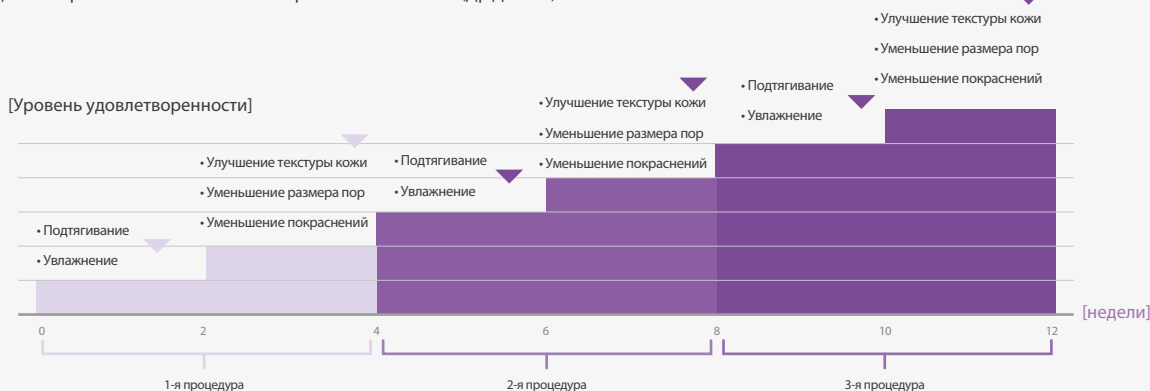 • Улучшение текстуры кожи
• Уменьшение размера пор
• Уменьшение покраснений
• Подтягивание
• Увлажнение
[Уровень удовлетворенности]
• Улучшение текстуры кожи
• Уменьшение размера пор
• Уменьшение покраснений
• Подтягивание
• Увлажнение
• Улучшение текстуры кожи
• Уменьшение размера пор
• Уменьшение покраснений
• Подтягивание
• Увлажнение
[недели]
0 2 4 6 8 10 12
1-я процедура 2-я процедура 3-я процедура